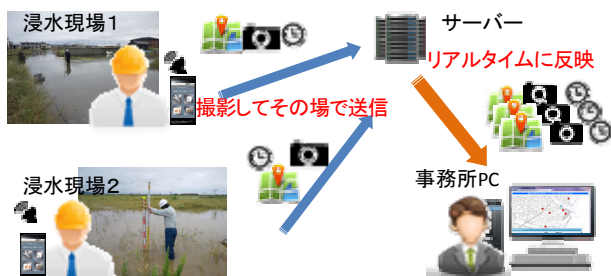 浸水現場1
サーバー
リアルタイムに反映
撮影してその場で送信
浸水現場2
事務所PC